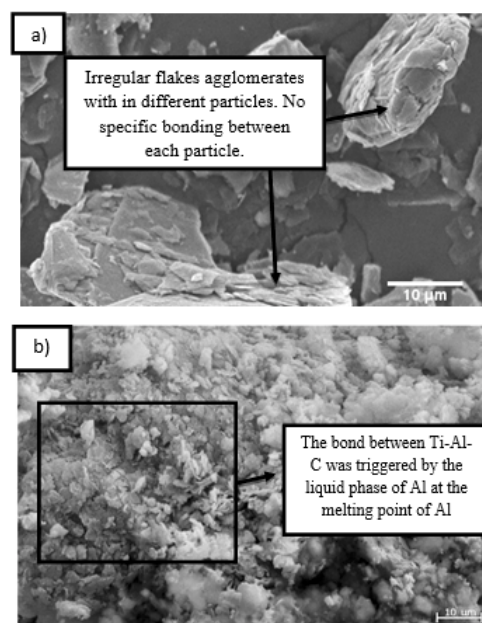 a)
Irregular flakes agglomerates
with in different particles. No
specific bonding between
each particle.
10 µm
b)
The bond between Ti-Al-
C was triggered by the
liquid phase of Al at the
melting point of Al
10 um